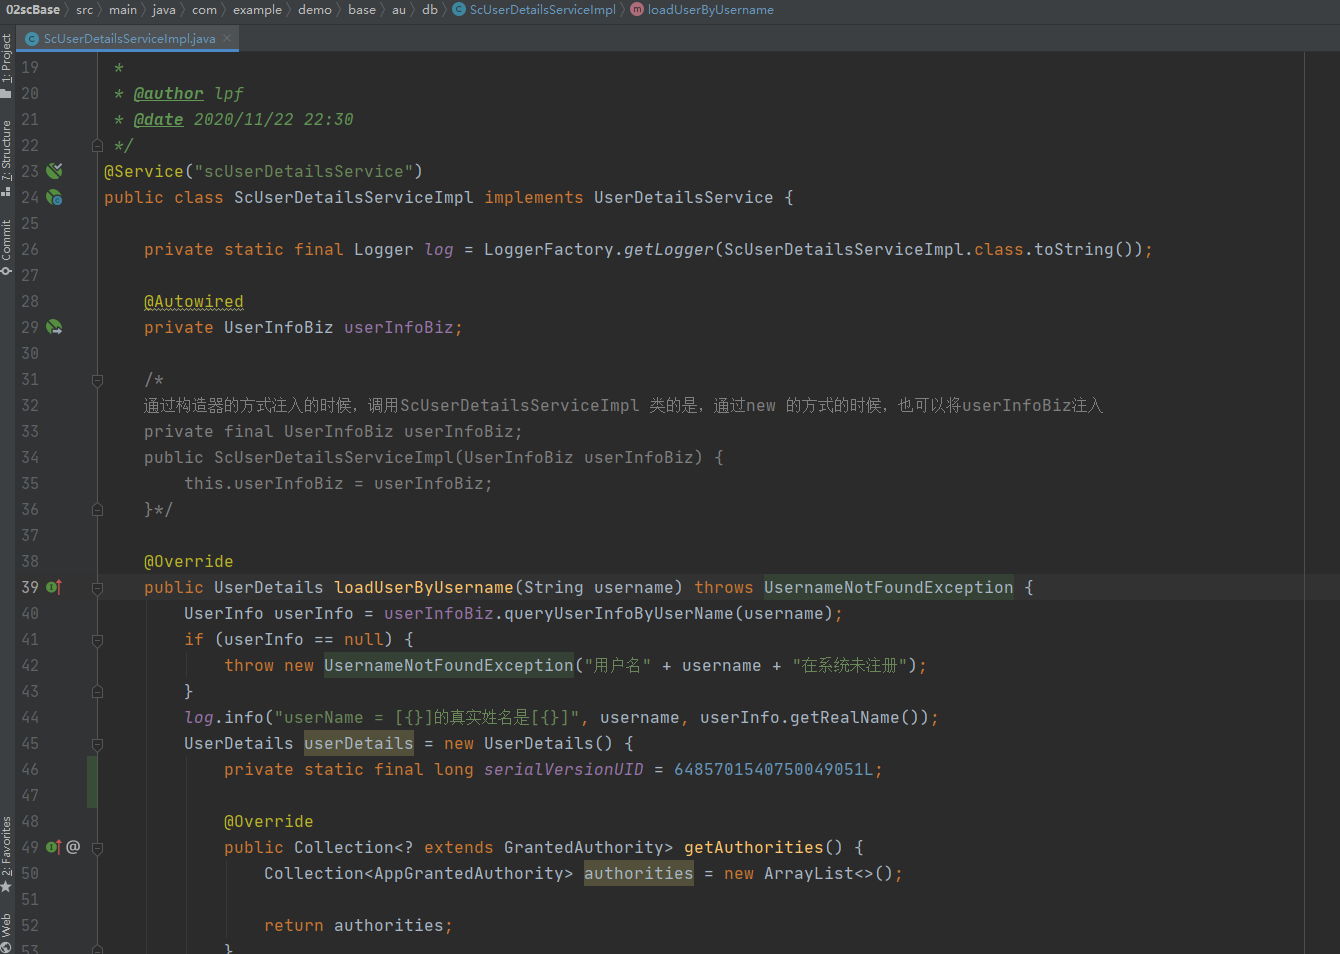 02scBase > src > main > java > com > example > demo > base > au > db > ScUserDetailsServiceImpl > loadUserByUsername
ScUserDetailsServiceImpl.java
1: Project
7: Structure
Commit
2: Favorites
Web
19 *
20 * @author lpf
21 * @date 2020/11/22 22:30
22 */
23 @Service("scUserDetailsService")
24 public class ScUserDetailsServiceImpl implements UserDetailsService {
25
26 private static final Logger log = LoggerFactory.getLogger(ScUserDetailsServiceImpl.class.toString());
27
28 @Autowired
29 private UserInfoBiz userInfoBiz;
30
31 /*
32 通过构造器的方式注入的时候，调用ScUserDetailsServiceImpl 类的是，通过new 的方式的时候，也可以将userInfoBiz注入
33 private final UserInfoBiz userInfoBiz;
34 public ScUserDetailsServiceImpl(UserInfoBiz userInfoBiz) {
35 this.userInfoBiz = userInfoBiz;
36 }*/
37
38 @Override
39 public UserDetails loadUserByUsername(String username) throws UsernameNotFoundException {
40 UserInfo userInfo = userInfoBiz.queryUserInfoByUserName(username);
41 if (userInfo == null) {
42 throw new UsernameNotFoundException("用户名" + username + "在系统未注册");
43 }
44 log.info("userName = [{}]的真实姓名是[{}]", username, userInfo.getRealName());
45 UserDetails userDetails = new UserDetails() {
46 private static final long serialVersionUID = 6485701540750049051L;
47
48 @Override
49 @ public Collection<? extends GrantedAuthority> getAuthorities() {
50 Collection<AppGrantedAuthority> authorities = new ArrayList<>();
51
52 return authorities;
53 }